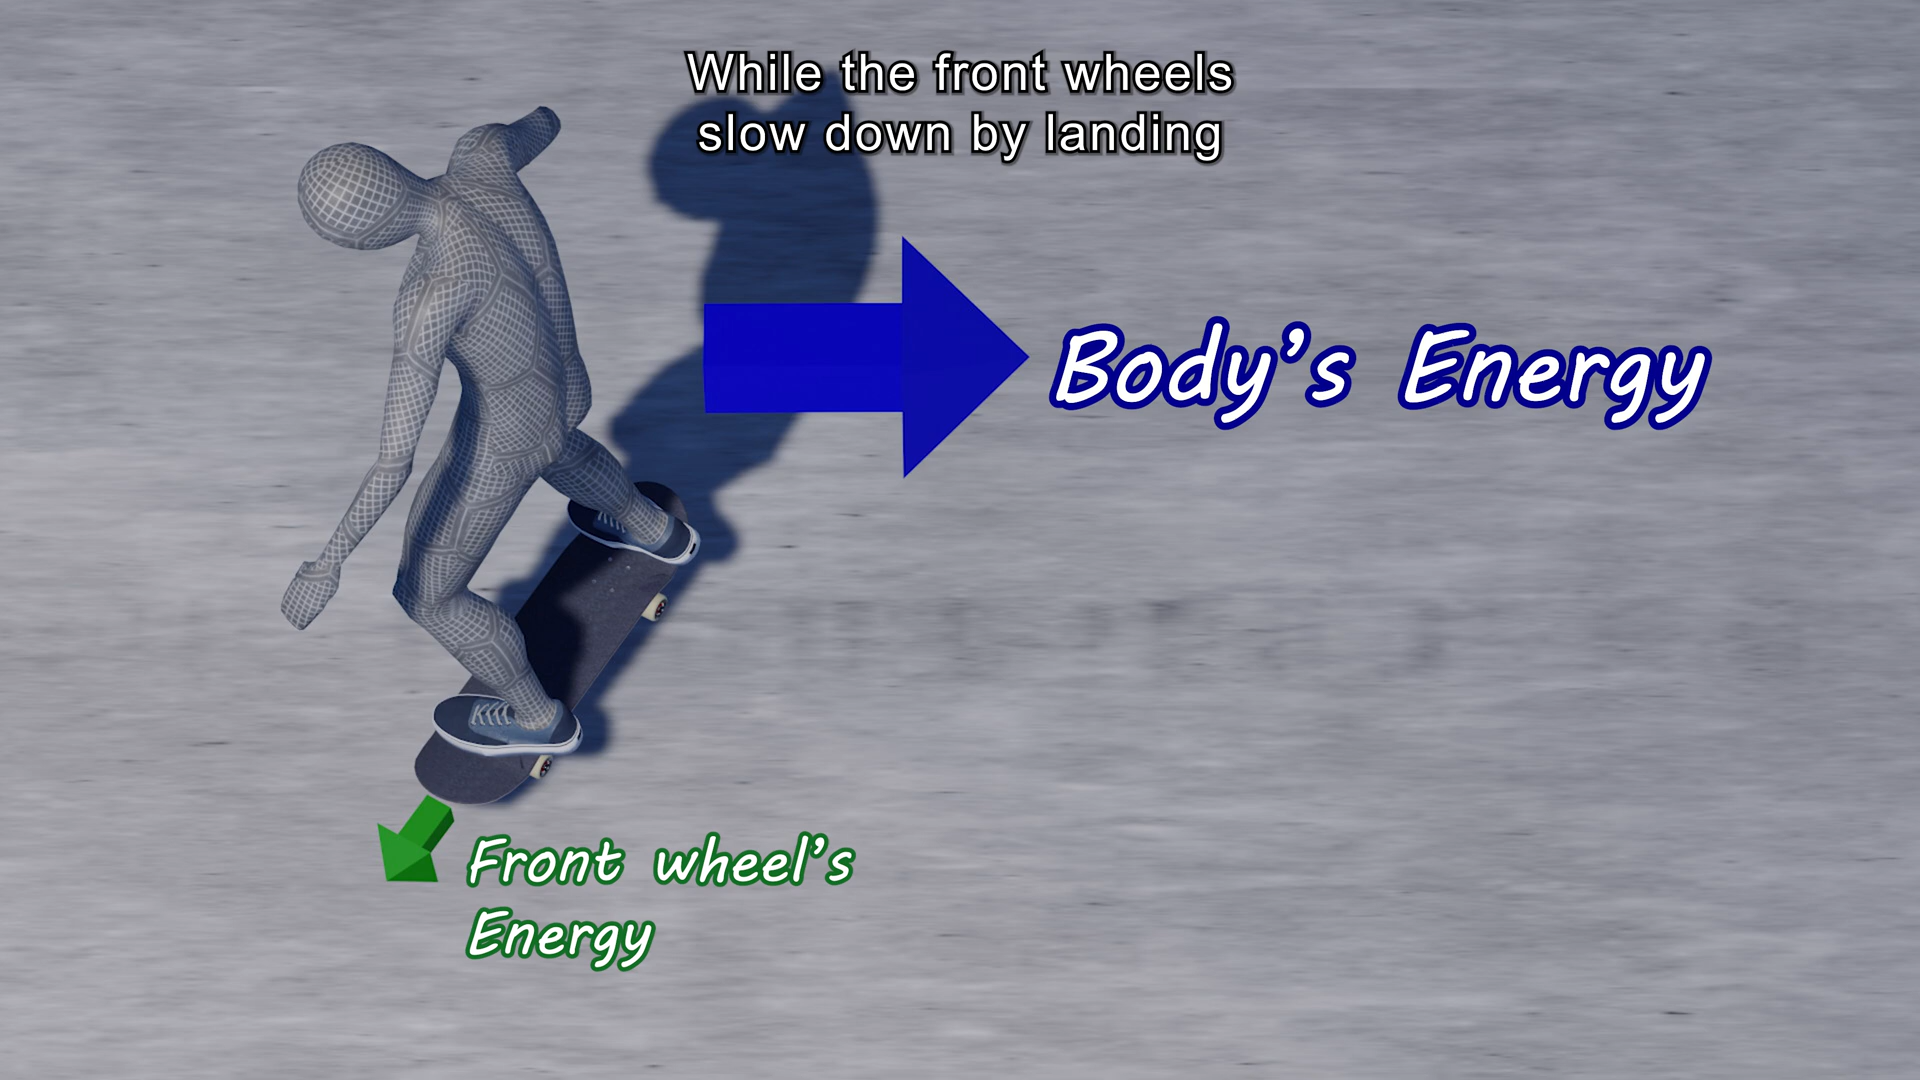 While the front wheels
slow down by landing
Body's Energy
Front wheel's
Energy